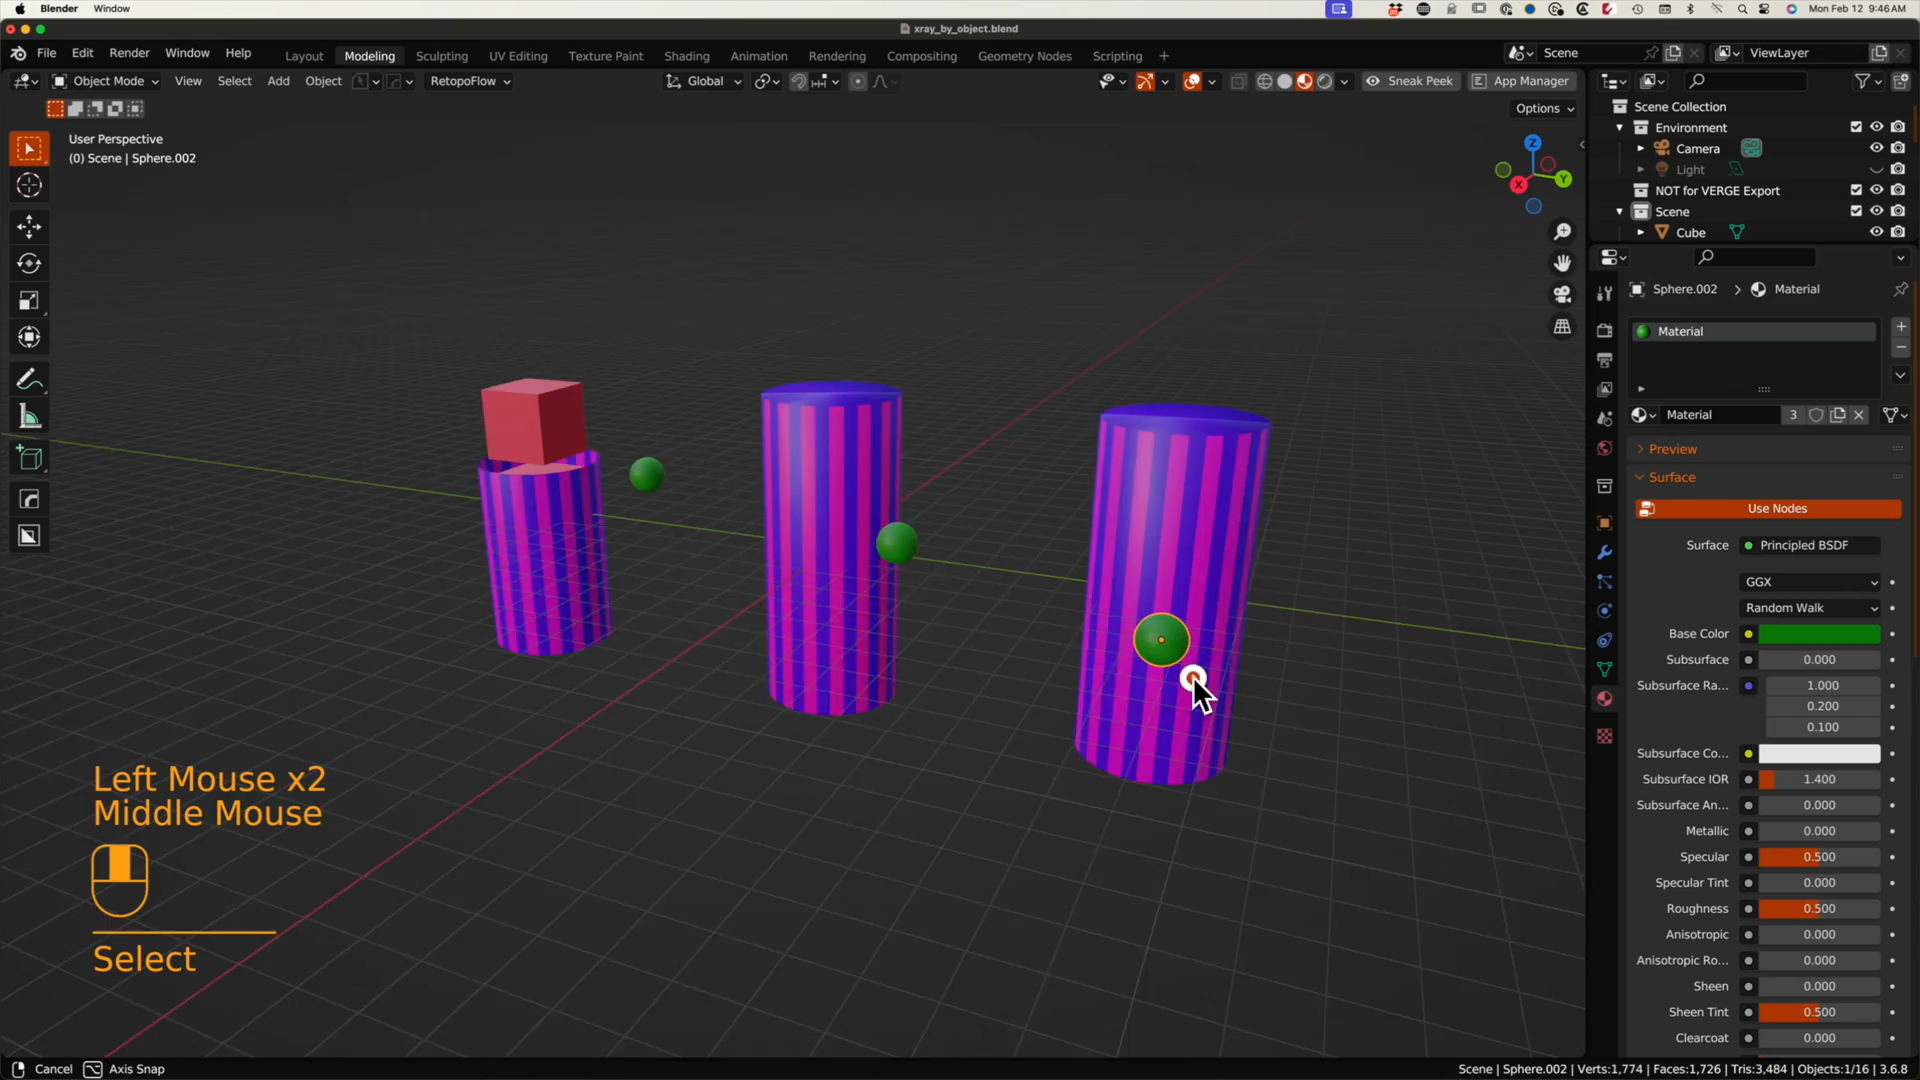 Blender Window
Mon Feb 12 9:46 AM
xray_by_object.blend
File Edit Render Window Help
Layout Modeling Sculpting UV Editing Texture Paint Shading Animation Rendering Compositing Geometry Nodes Scripting +
Scene
ViewLayer
Object Mode View Select Add Object RetopoFlow
Global
Sneak Peek
App Manager
Options
User Perspective
(0) Scene | Sphere.002
Z
Y
X
Scene Collection
Environment
Camera
Light
NOT for VERGE Export
Scene
Cube
Sphere.002 > Material
Material
Material 3
Preview
Surface
Use Nodes
Surface Principled BSDF
GGX
Random Walk
Base Color
Subsurface 0.000
Subsurface Ra... 1.000
0.200
0.100
Subsurface Co...
Subsurface IOR 1.400
Subsurface An... 0.000
Metallic 0.000
Specular 0.500
Specular Tint 0.000
Roughness 0.500
Anisotropic 0.000
Anisotropic Ro... 0.000
Sheen 0.000
Sheen Tint 0.500
Clearcoat 0.000
Left Mouse x2
Middle Mouse
Select
Cancel Axis Snap
Scene | Sphere.002 | Verts:1,774 | Faces:1,726 | Tris:3,484 | Objects:1/16 | 3.6.8